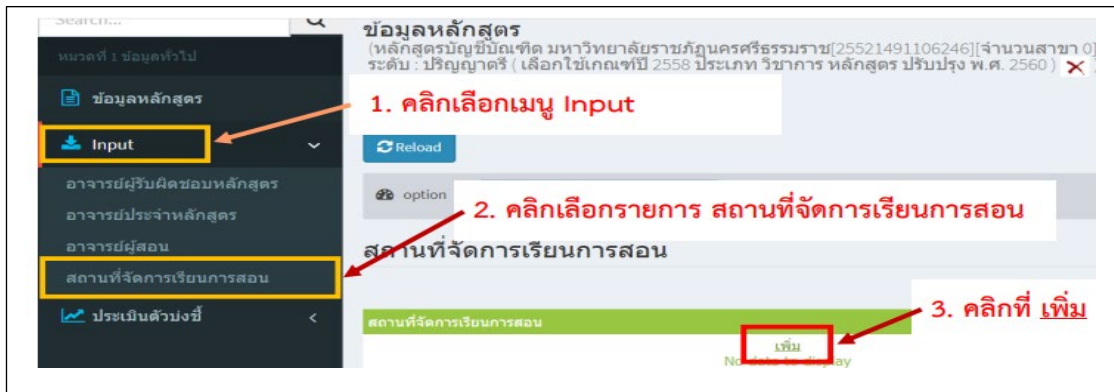 Search...
หมวดที่ 1 ข้อมูลทั่วไป
ข้อมูลหลักสูตร
Input
อาจารย์ผู้รับผิดชอบหลักสูตร
อาจารย์ประจำหลักสูตร
อาจารย์ผู้สอน
สถานที่จัดการเรียนการสอน
ประเมินตัวบ่งชี้
ข้อมูลหลักสูตร
(หลักสูตรบัญชีบัณฑิต มหาวิทยาลัยราชภัฏนครศรีธรรมราช[25521491106246][จำนวนสาขา 0]
ระดับ : ปริญญาตรี ( เลือกใช้เกณฑ์ปี 2558 ประเภท วิชาการ หลักสูตร ปรับปรุง พ.ศ. 2560 )
1. คลิกเลือกเมนู Input
Reload
option
2. คลิกเลือกรายการ สถานที่จัดการเรียนการสอน
สถานที่จัดการเรียนการสอน
สถานที่จัดการเรียนการสอน
3. คลิกที่ เพิ่ม
เพิ่ม
No data to display